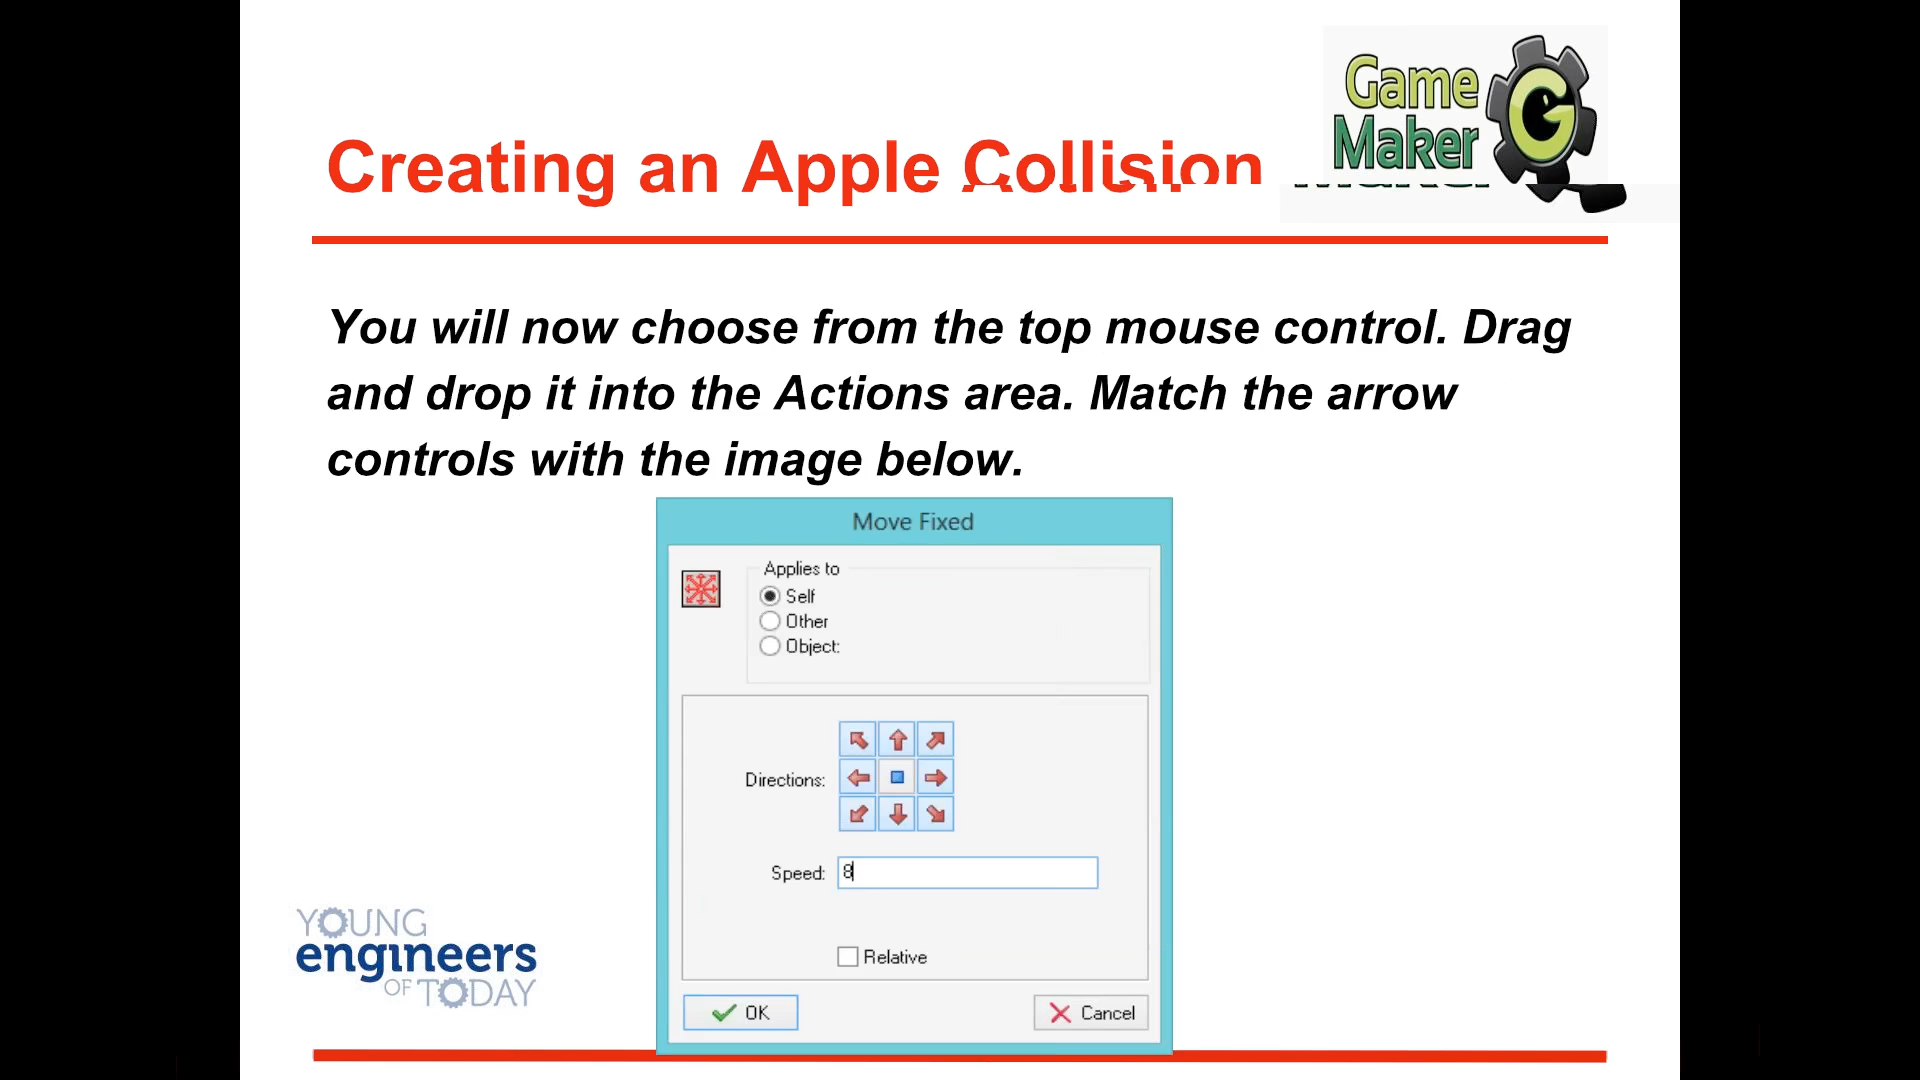 Game
Maker
Creating an Apple Collision
You will now choose from the top mouse control. Drag
and drop it into the Actions area. Match the arrow
controls with the image below.
Move Fixed
Applies to
Self
Other
Object:
Directions:
Speed: 8
Relative
OK Cancel
YOUNG
engineers
OF TODAY